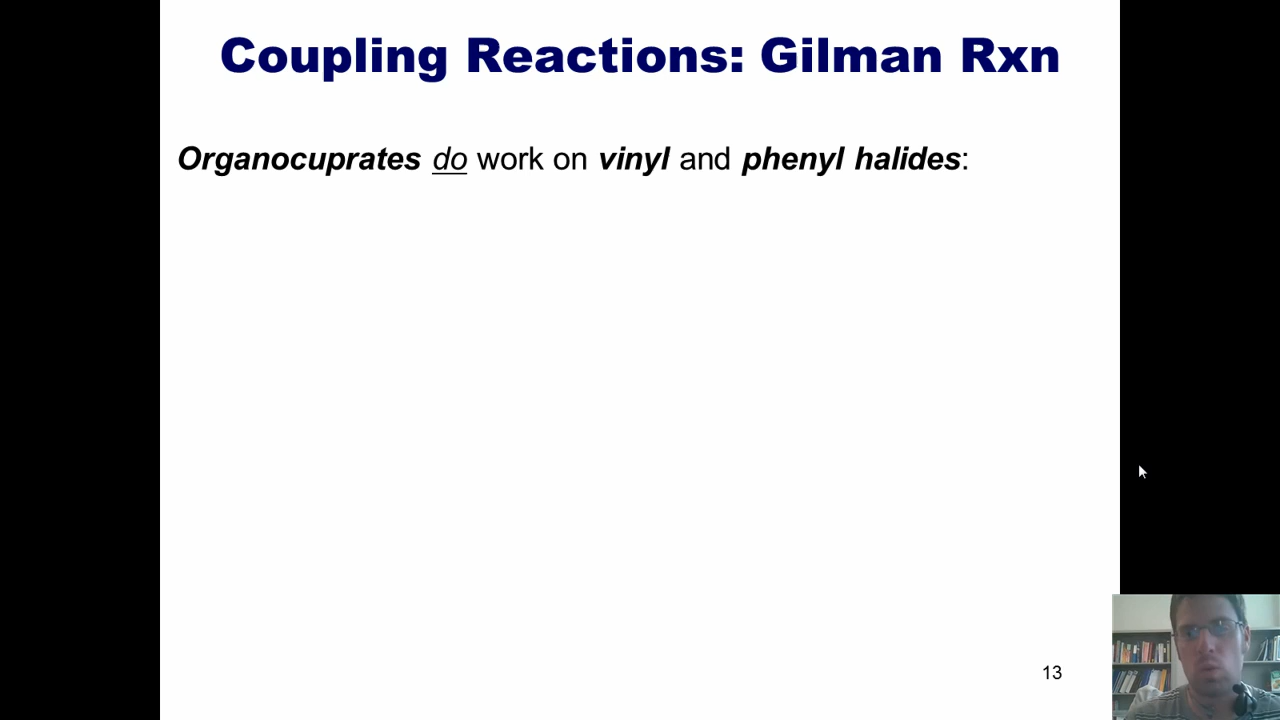 Coupling Reactions: Gilman Rxn
Organocuprates do work on vinyl and phenyl halides:
13